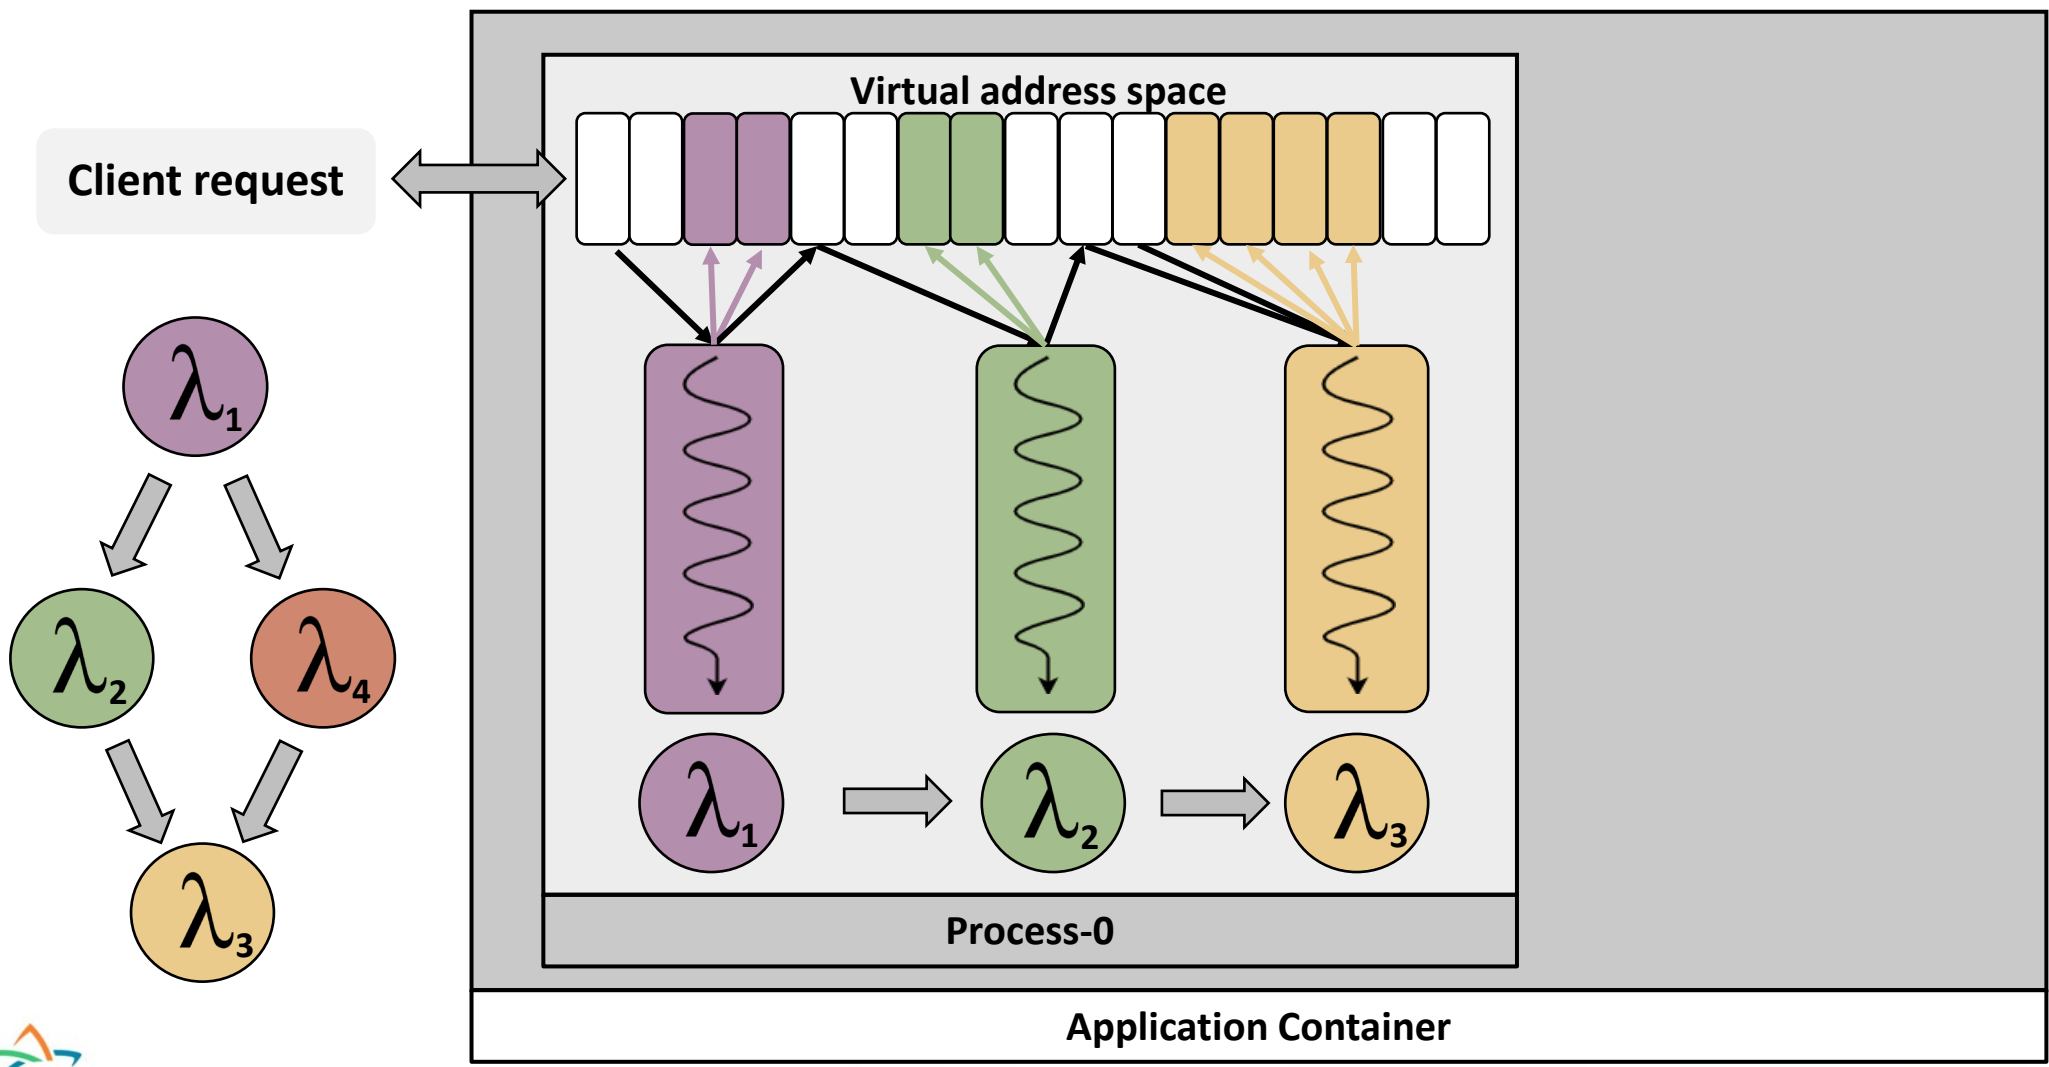 Virtual address space
Client request
λ1
λ2
λ4
λ3
λ1
λ2
λ3
Process-0
Application Container